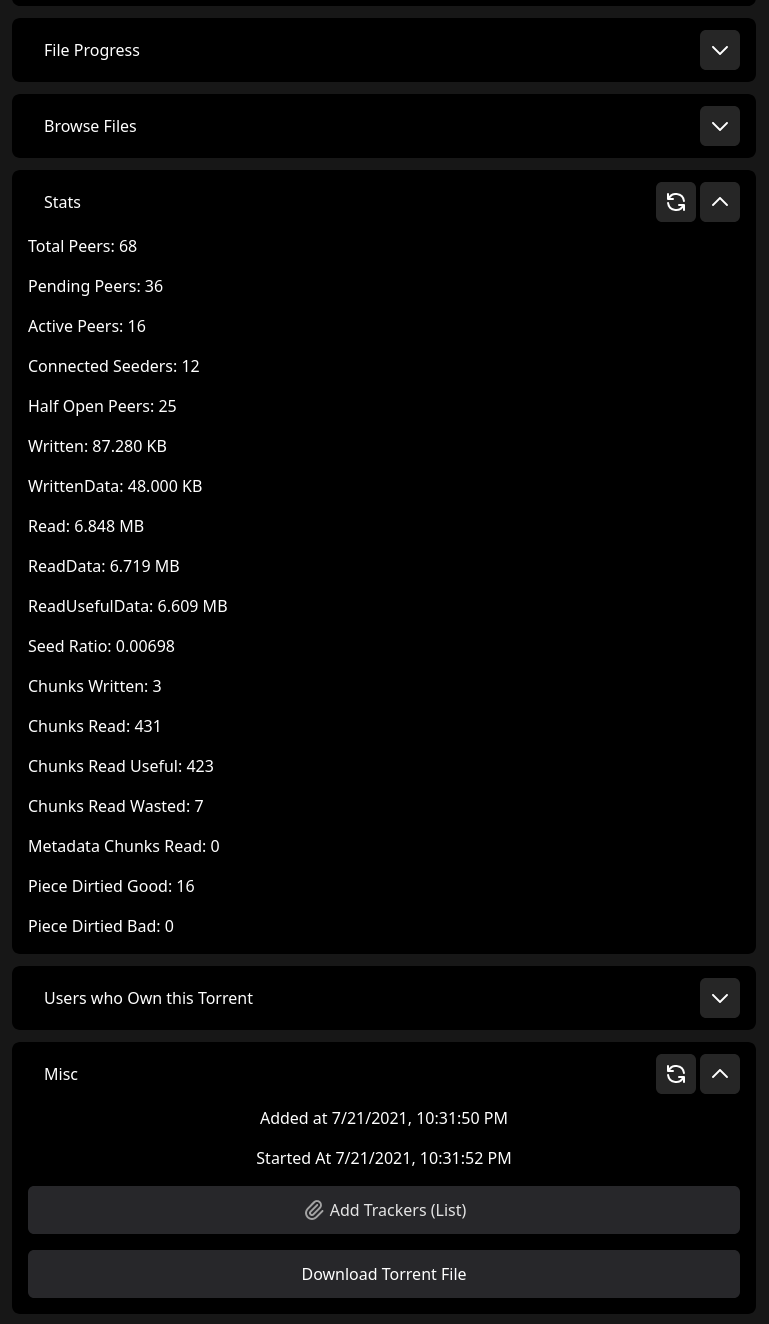 File Progress
Browse Files
Stats
Total Peers: 68
Pending Peers: 36
Active Peers: 16
Connected Seeders: 12
Half Open Peers: 25
Written: 87.280 KB
WrittenData: 48.000 KB
Read: 6.848 MB
ReadData: 6.719 MB
ReadUsefulData: 6.609 MB
Seed Ratio: 0.00698
Chunks Written: 3
Chunks Read: 431
Chunks Read Useful: 423
Chunks Read Wasted: 7
Metadata Chunks Read: 0
Piece Dirtied Good: 16
Piece Dirtied Bad: 0
Users who Own this Torrent
Misc
Added at 7/21/2021, 10:31:50 PM
Started At 7/21/2021, 10:31:52 PM
Add Trackers (List)
Download Torrent File